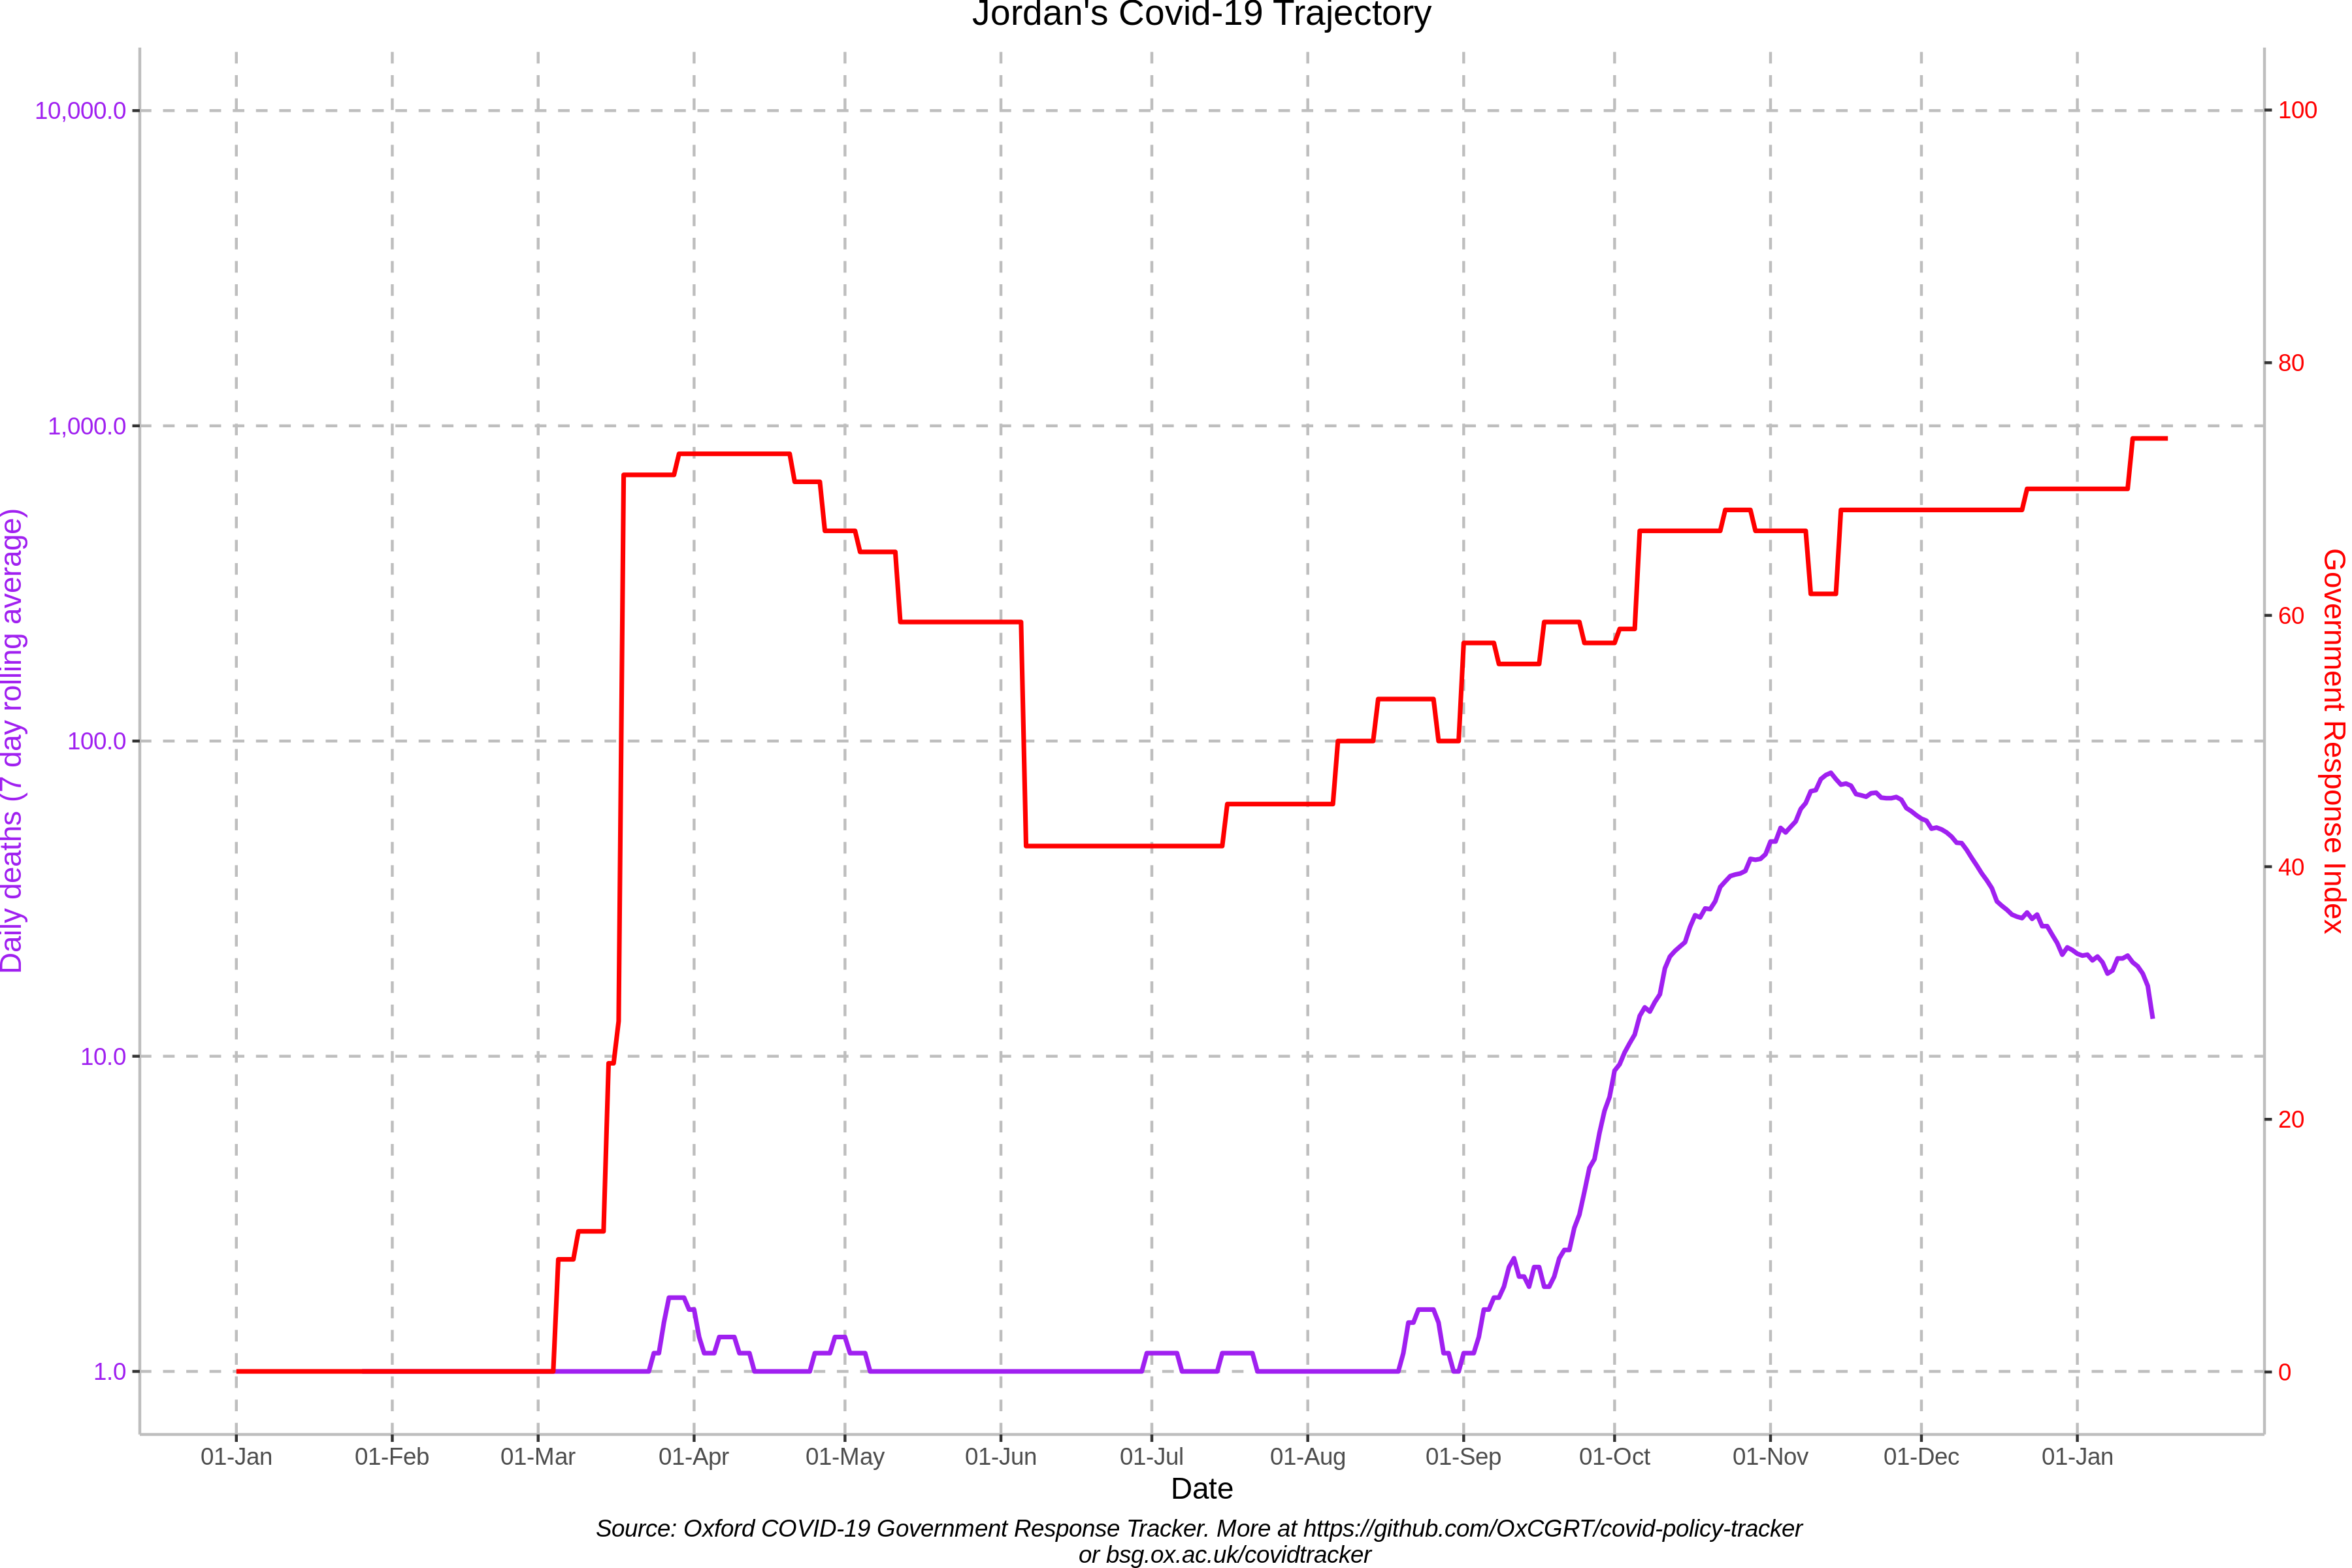 Jordan's Covid-19 Trajectory
10,000.0
1,000.0
100.0
10.0
1.0
Daily deaths (7 day rolling average)
100
80
60
40
20
0
Government Response Index
01-Jan 01-Feb 01-Mar 01-Apr 01-May 01-Jun 01-Jul 01-Aug 01-Sep 01-Oct 01-Nov 01-Dec 01-Jan
Date
Source: Oxford COVID-19 Government Response Tracker. More at https://github.com/OxCGRT/covid-policy-tracker
or bsg.ox.ac.uk/covidtracker